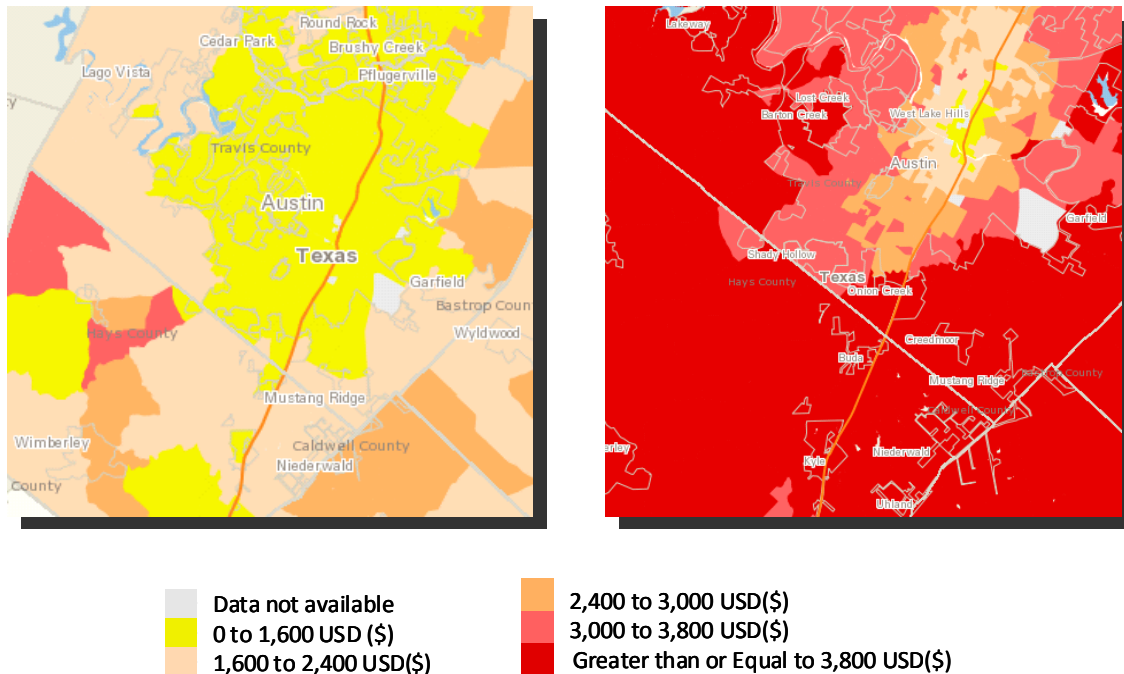 Round Rock
Cedar Park
Brushy Creek
Lago Vista
Pflugerville
Travis County
Austin
Texas
Garfield
Bastrop Coun
Wyldwood
Hays County
Mustang Ridge
Wimberley
Caldwell County
Niederwald
County
Lakeway
Lost Creek
Barton Creek
West Lake Hills
Austin
Travis County
Garfield
Shady Hollow
Texas
Hays County
Onion Creek
Creedmoor
Buda
Mustang Ridge
Caldwell County
erley
Niederwald
Kyle
Uhland
Data not available
0 to 1,600 USD ($)
1,600 to 2,400 USD($)
2,400 to 3,000 USD($)
3,000 to 3,800 USD($)
Greater than or Equal to 3,800 USD($)